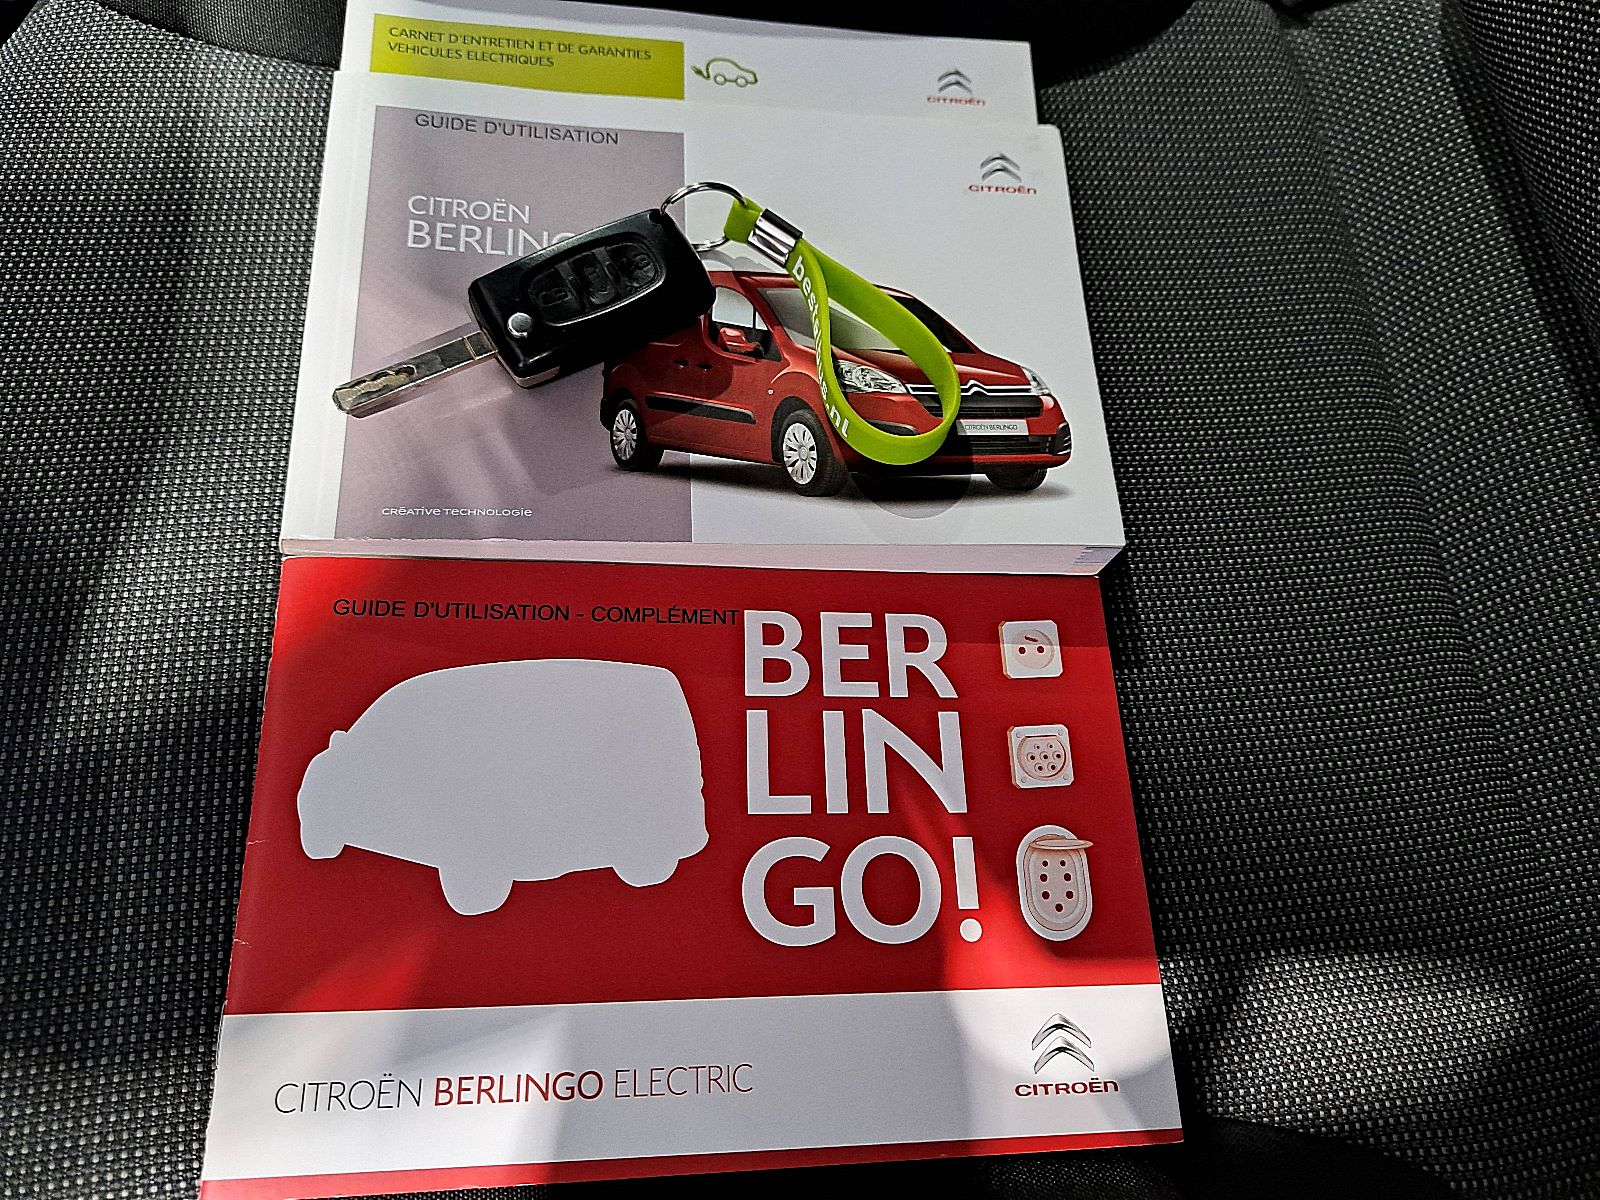 CARNET D'ENTRETIEN ET DE GARANTIES
VEHICULES ELECTRIQUES
CITROËN
GUIDE D'UTILISATION
CITROËN
CITROËN
CITROËN BERLINGO
CRÉATIVE TECHNOLOGIE
GUIDE D'UTILISATION - COMPLÉMENT
BER
LIN
GO!
CITROËN BERLINGO ELECTRIC
CITROËN